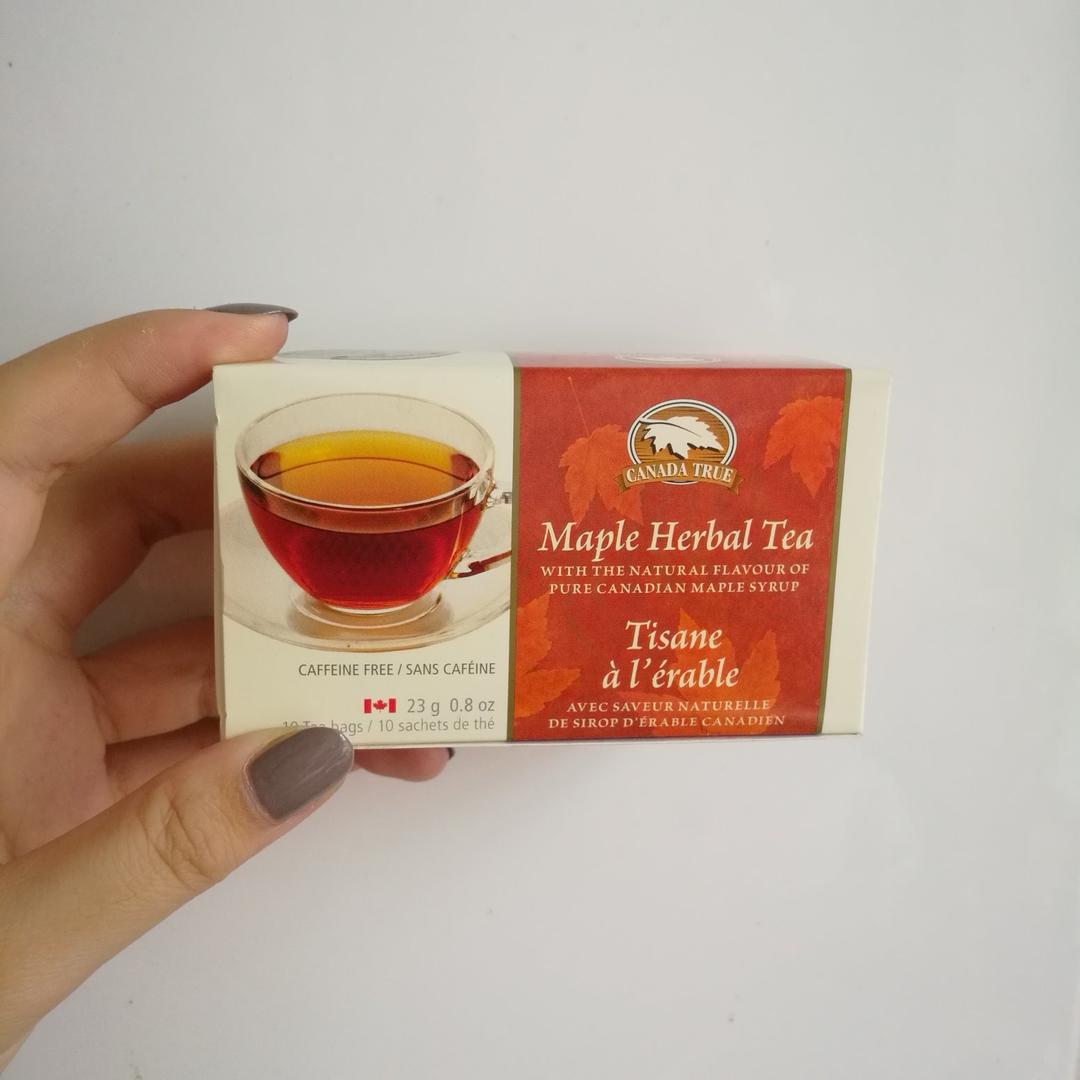 CANADA TRUE
Maple Herbal Tea
WITH THE NATURAL FLAVOUR OF
PURE CANADIAN MAPLE SYRUP
Tisane
à l'érable
AVEC SAVEUR NATURELLE
DE SIROP D'ÉRABLE CANADIEN
CAFFEINE FREE / SANS CAFÉINE
23 g 0.8 oz
10 Tea bags / 10 sachets de thé